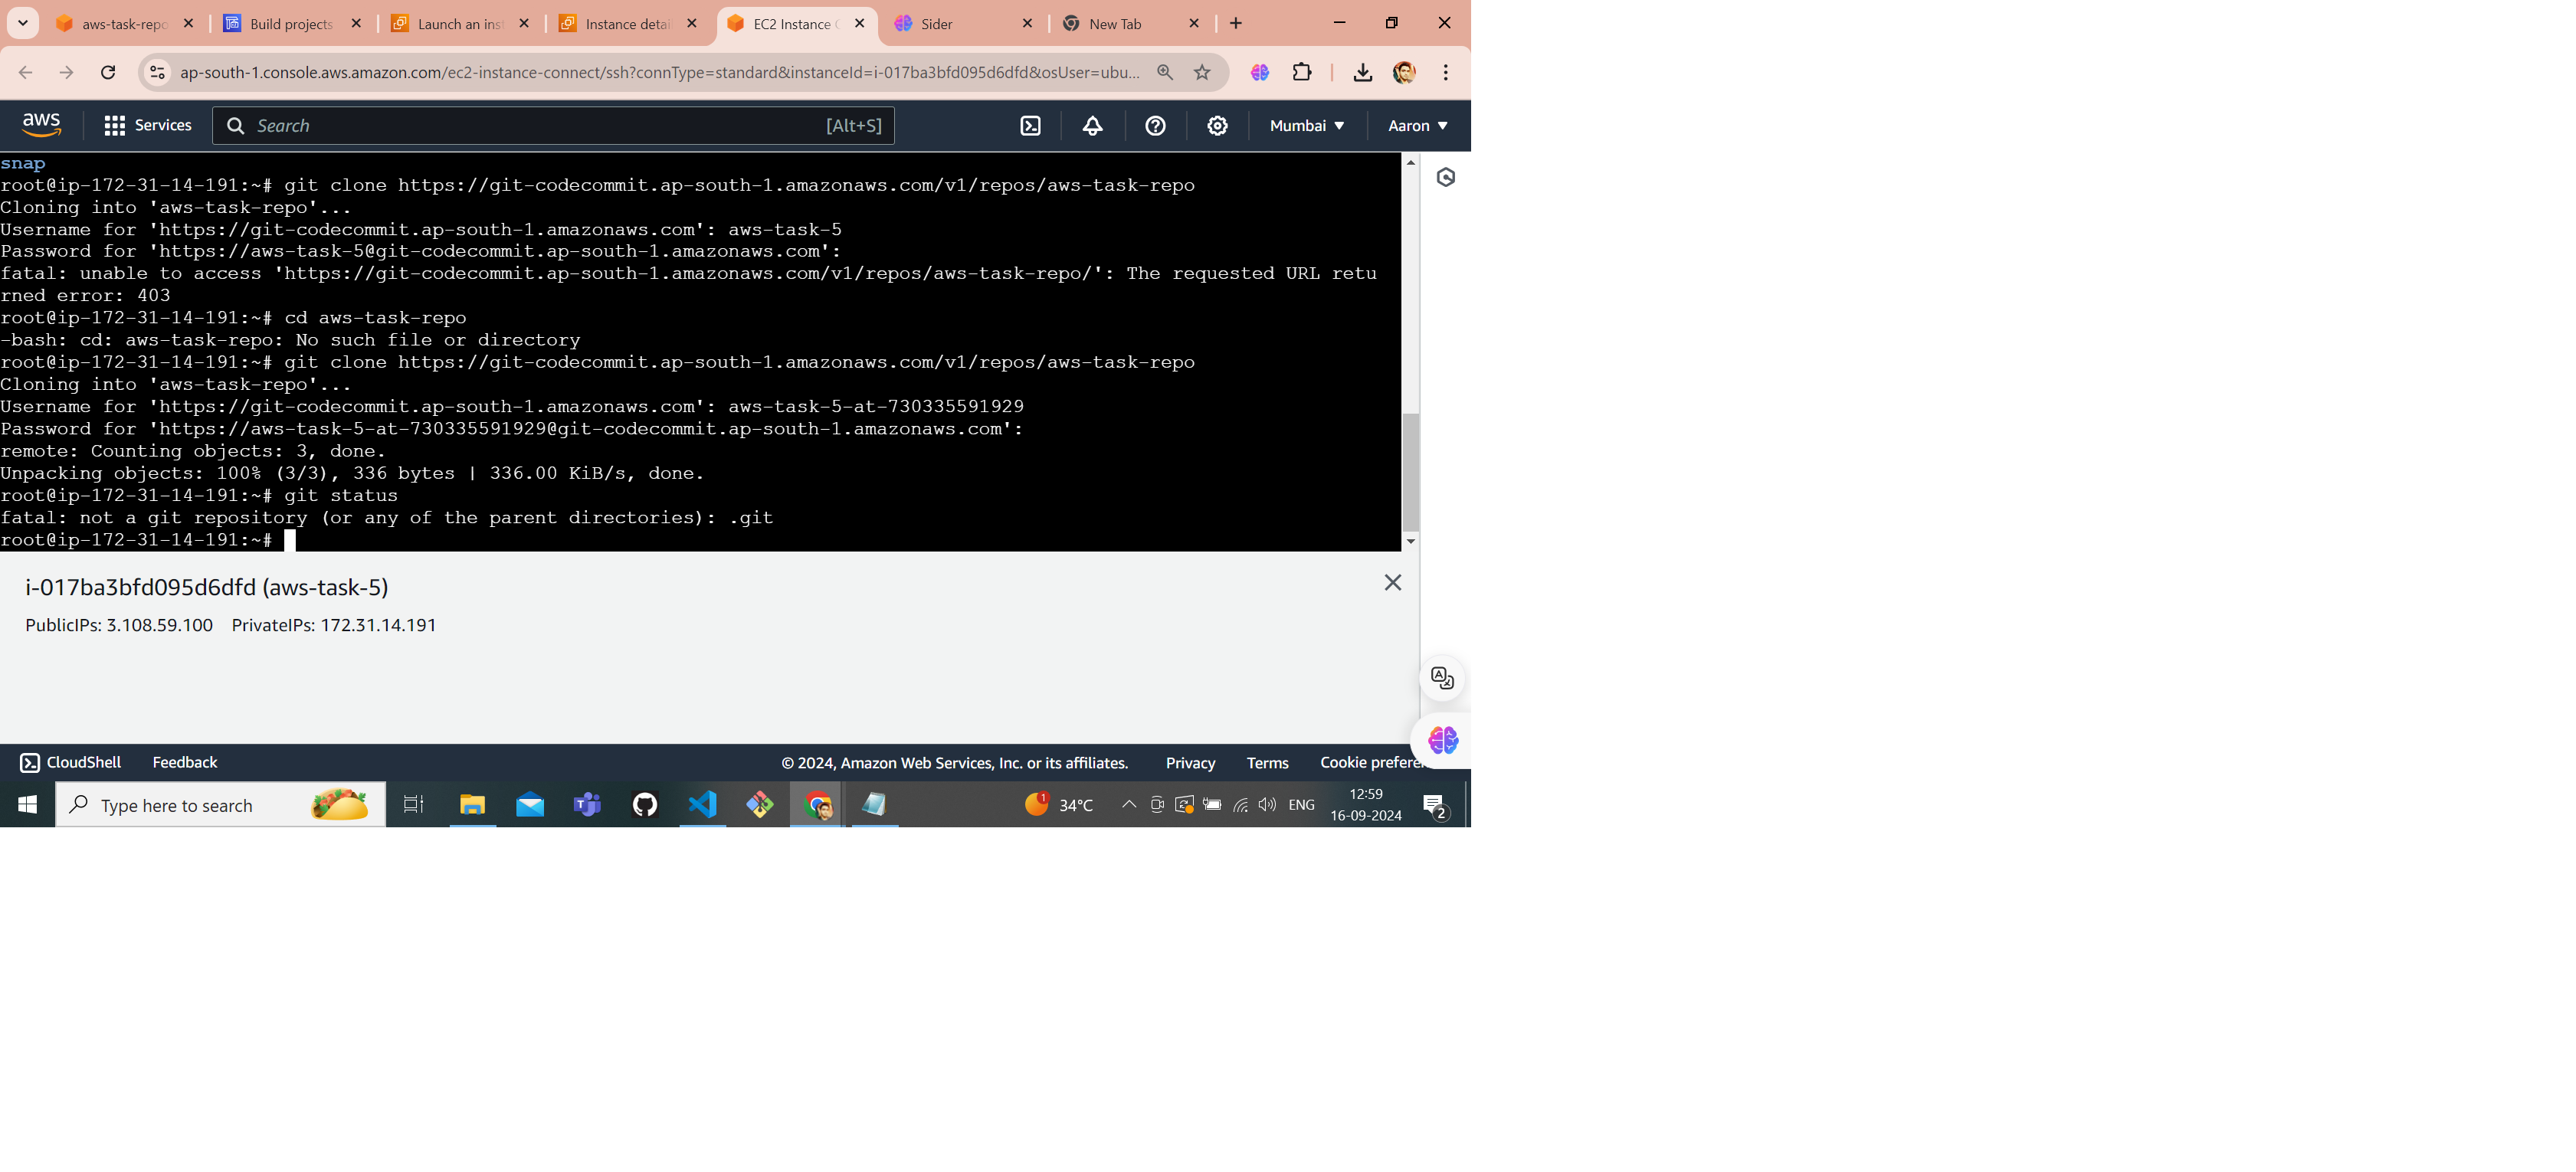 aws-task-repo
Build projects
Launch an inst
Instance detai
EC2 Instance C
Sider
New Tab
ap-south-1.console.aws.amazon.com/ec2-instance-connect/ssh?connType=standard&instanceId=i-017ba3bfd095d6dfd&osUser=ubu...
aws
Services
Search
[Alt+S]
Mumbai
Aaron
snap
root@ip-172-31-14-191:~# git clone https://git-codecommit.ap-south-1.amazonaws.com/v1/repos/aws-task-repo
Cloning into 'aws-task-repo'...
Username for 'https://git-codecommit.ap-south-1.amazonaws.com': aws-task-5
Password for 'https://aws-task-5@git-codecommit.ap-south-1.amazonaws.com':
fatal: unable to access 'https://git-codecommit.ap-south-1.amazonaws.com/v1/repos/aws-task-repo/': The requested URL retu
rned error: 403
root@ip-172-31-14-191:~# cd aws-task-repo
-bash: cd: aws-task-repo: No such file or directory
root@ip-172-31-14-191:~# git clone https://git-codecommit.ap-south-1.amazonaws.com/v1/repos/aws-task-repo
Cloning into 'aws-task-repo'...
Username for 'https://git-codecommit.ap-south-1.amazonaws.com': aws-task-5-at-730335591929
Password for 'https://aws-task-5-at-730335591929@git-codecommit.ap-south-1.amazonaws.com':
remote: Counting objects: 3, done.
Unpacking objects: 100% (3/3), 336 bytes | 336.00 KiB/s, done.
root@ip-172-31-14-191:~# git status
fatal: not a git repository (or any of the parent directories): .git
root@ip-172-31-14-191:~#
i-017ba3bfd095d6dfd (aws-task-5)
PublicIPs: 3.108.59.100 PrivateIPs: 172.31.14.191
CloudShell
Feedback
© 2024, Amazon Web Services, Inc. or its affiliates.
Privacy
Terms
Cookie prefere
Type here to search
1
34°C
ENG
12:59
16-09-2024
2